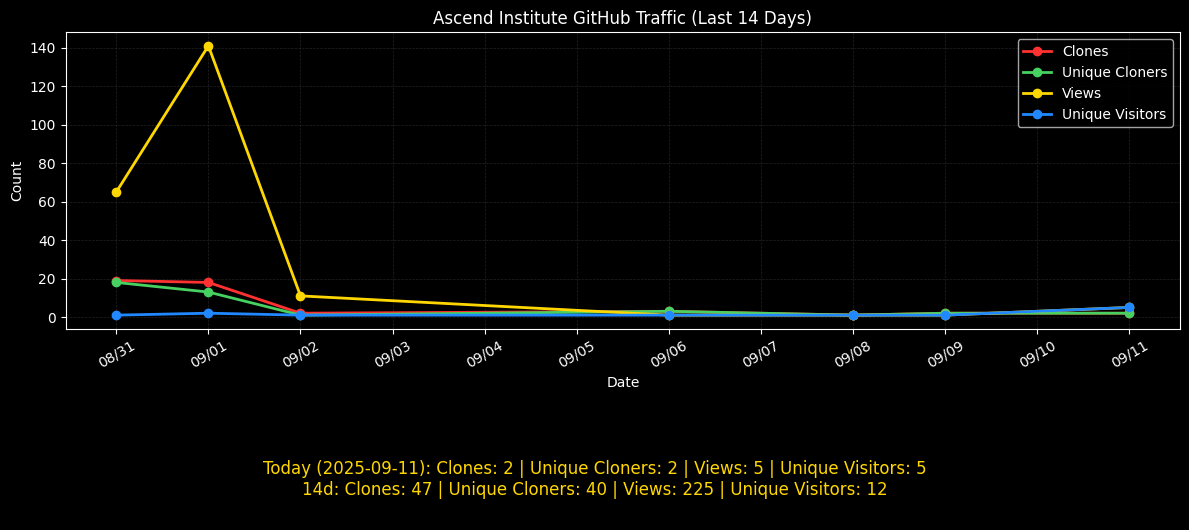 Ascend Institute GitHub Traffic (Last 14 Days)
Clones
Unique Cloners
Views
Unique Visitors
Count
140
120
100
80
60
40
20
0
08/31
09/01
09/02
09/03
09/04
09/05
09/06
09/07
09/08
09/09
09/10
09/11
Date
Today (2025-09-11): Clones: 2 | Unique Cloners: 2 | Views: 5 | Unique Visitors: 5
14d: Clones: 47 | Unique Cloners: 40 | Views: 225 | Unique Visitors: 12